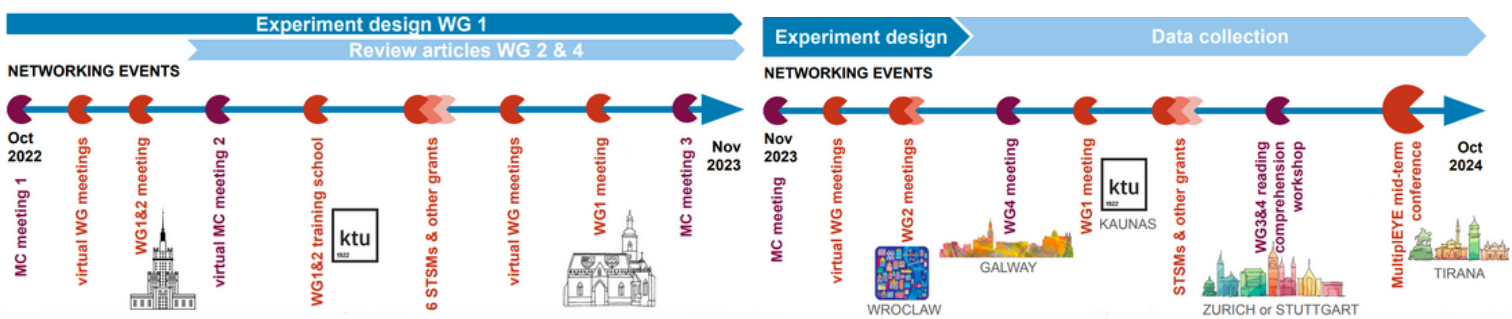 Experiment design WG 1
Review articles WG 2 & 4
NETWORKING EVENTS
Oct
2022
Nov
2023
MC meeting 1
virtual WG meetings
WG1&2 meeting
virtual MC meeting 2
WG1&2 training school
ktu
1922
6 STSMs & other grants
virtual WG meetings
WG1 meeting
MC meeting 3
Experiment design
Data collection
NETWORKING EVENTS
Nov
2023
Oct
2024
MC meeting
virtual WG meetings
WG2 meetings
WROCLAW
WG4 meeting
GALWAY
WG1 meeting
ktu
1922
KAUNAS
STSMs & other grants
WG3&4 reading
comprehension
workshop
ZURICH or STUTTGART
MultiplEYE mid-term
conference
TIRANA